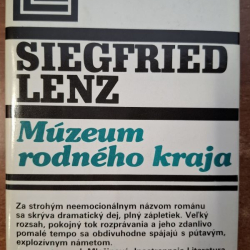 SIEGFRIED
LENZ
Múzeum
rodného kraja
Za strohým neemocionálnym názvom románu
sa skrýva dramatický dej, plný zápletiek. Veľký
rozsah, pokojný tok rozprávania a jeho zdanlivo
pomalé tempo sa obdivuhodne spájajú s pútavým,
explozívnym námetom.